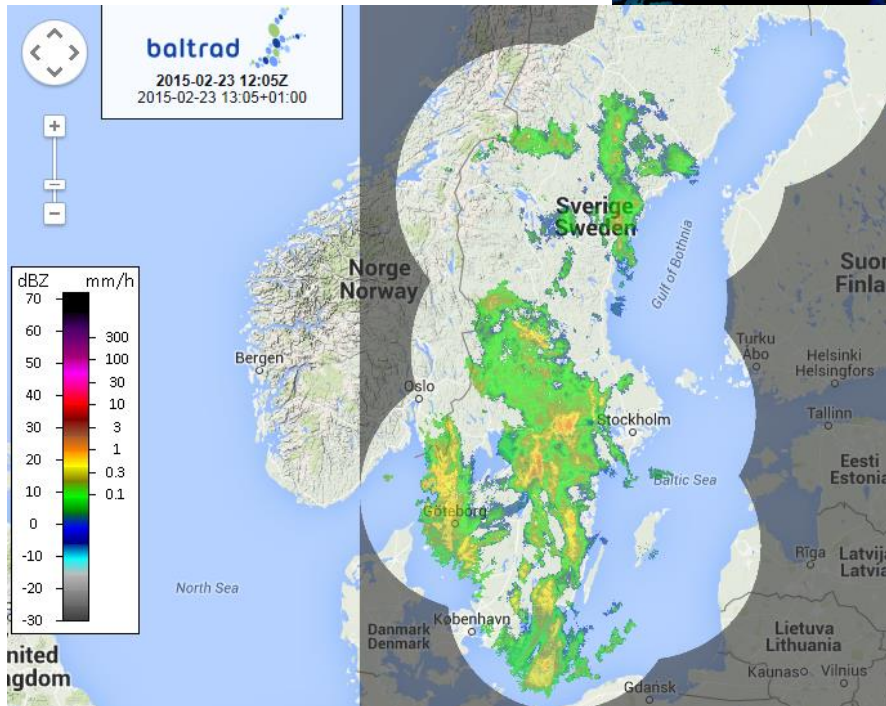 baltrad
2015-02-23 12:05Z
2015-02-23 13:05+01:00
Sverige
Sweden
Gulf of Bothnia
Norge
Norway
Suor
Finla
dBZ mm/h
70
60
50
40
30
20
10
0
-10
-20
-30
300
100
30
10
3
1
0.3
0.1
Bergen
Oslo
Turku
Åbo
Helsinki
Helsingfors
Stockholm
Tallinn
Eesti
Estonia
Baltic Sea
Göteborg
Rīga
Latvija
Latvia
North Sea
København
Danmark
Denmark
Lietuva
Lithuania
Kaunas
Vilnius
Gdańsk
nited
gdom